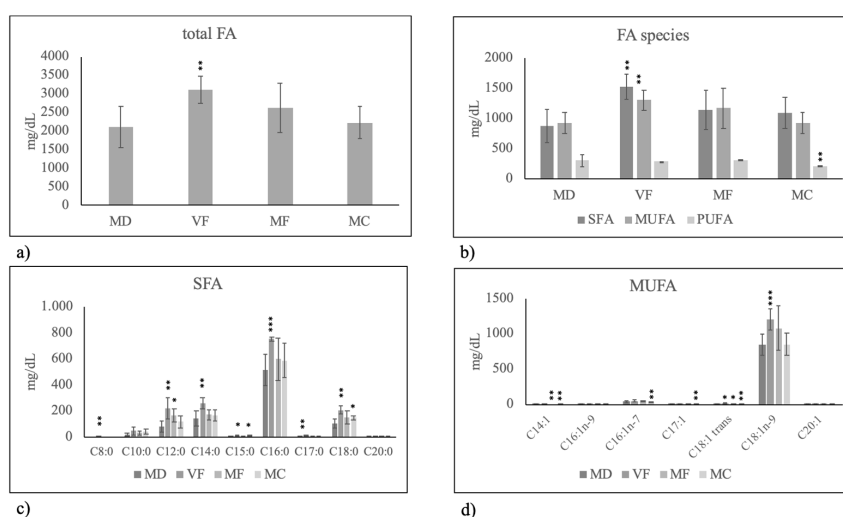 total FA
mg/dL
4000
3500
3000
2500
2000
1500
1000
500
0
**
MD VF MF MC
a)
FA species
mg/dL
2000
1500
1000
500
0
** ** **
MD VF MF MC
SFA MUFA PUFA
b)
SFA
mg/dL
1.000
800
600
400
200
0
** ** * ** * * *** ** ** *
C8:0 C10:0 C12:0 C14:0 C15:0 C16:0 C17:0 C18:0 C20:0
MD VF MF MC
c)
MUFA
mg/dL
1500
1000
500
0
** ** ** ** * * ** ***
C14:1 C16:1n-9 C16:1n-7 C17:1 C18:1 trans C18:1n-9 C20:1
MD VF MF MC
d)